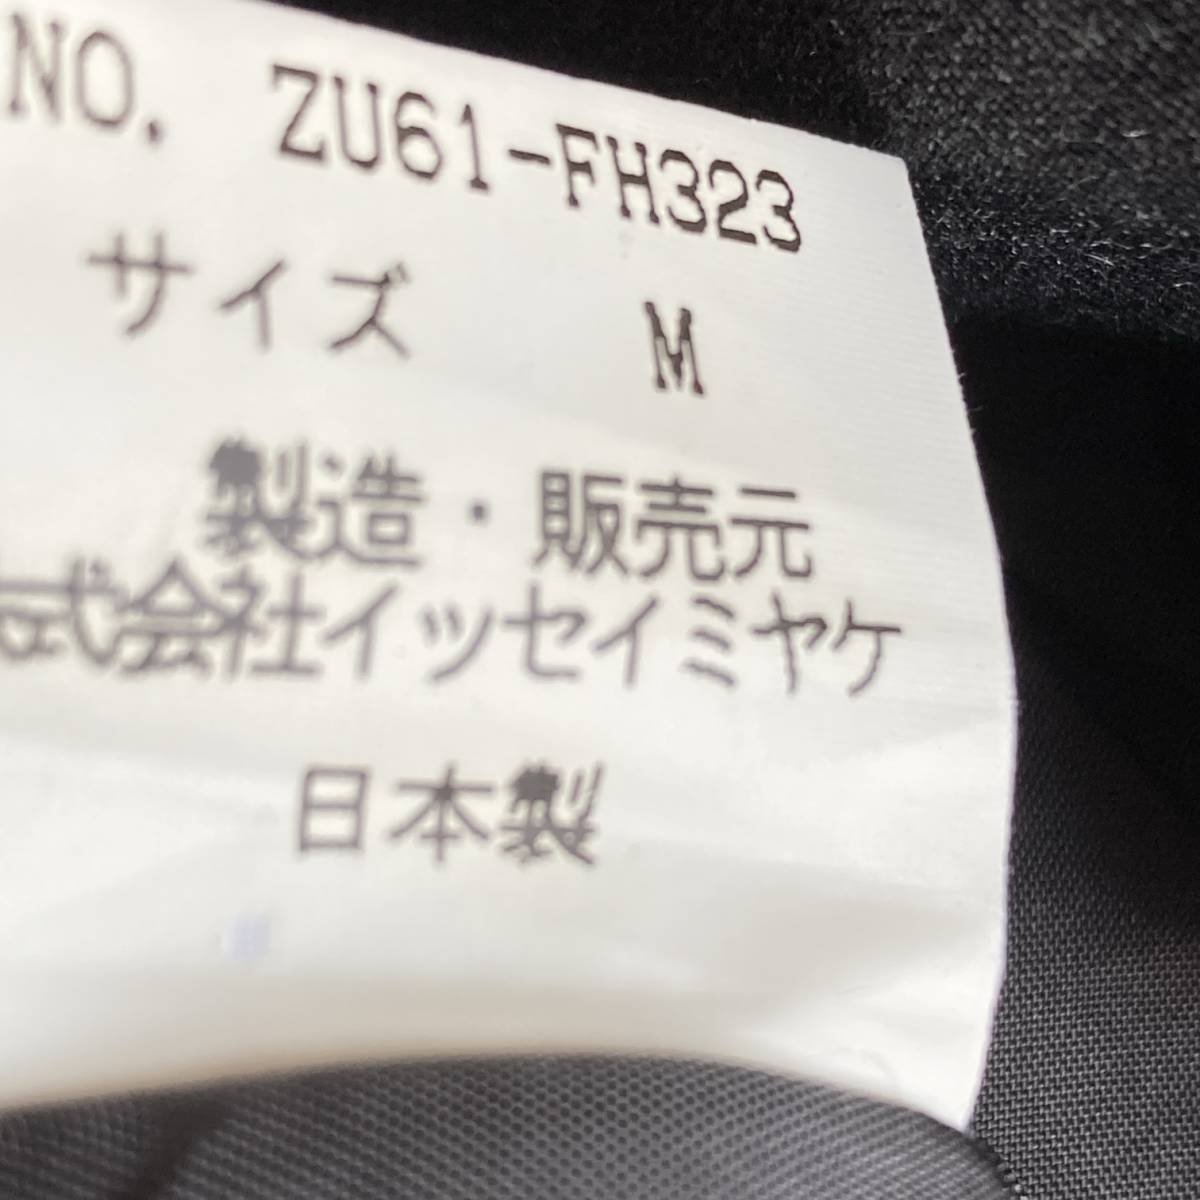 NO. ZU61-FH323
サイズ M
製造・販売元
式会社イッセイミヤケ
日本製